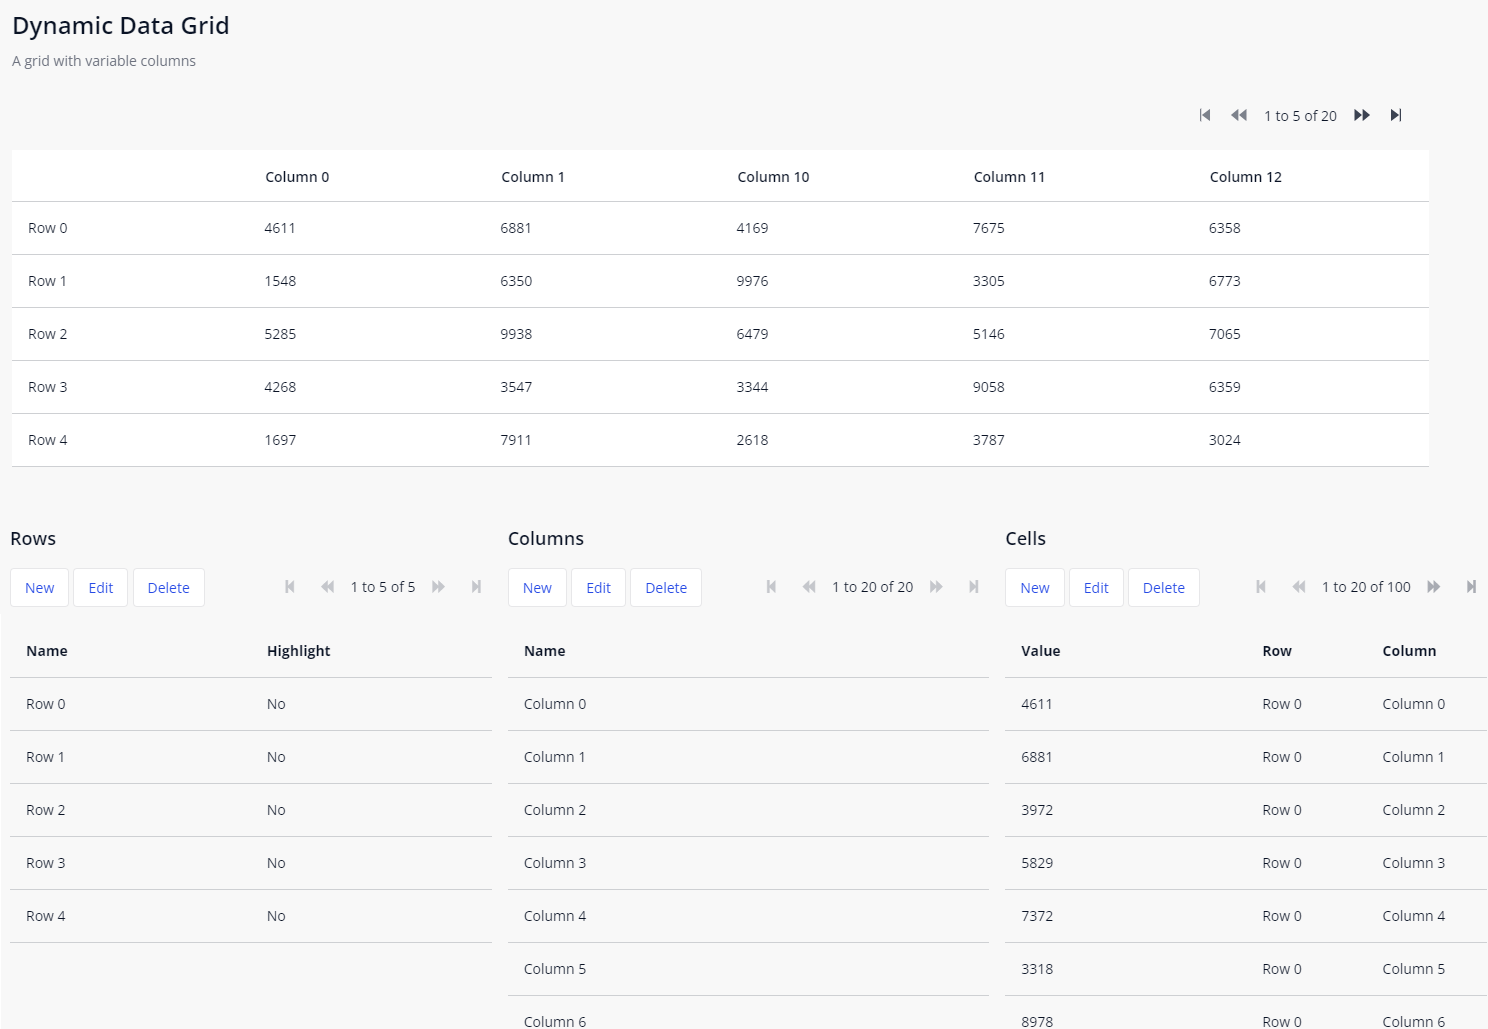 Dynamic Data Grid
A grid with variable columns
1 to 5 of 20
Column 0 Column 1 Column 10 Column 11 Column 12
Row 0 4611 6881 4169 7675 6358
Row 1 1548 6350 9976 3305 6773
Row 2 5285 9938 6479 5146 7065
Row 3 4268 3547 3344 9058 6359
Row 4 1697 7911 2618 3787 3024
Rows
New Edit Delete 1 to 5 of 5
Name Highlight
Row 0 No
Row 1 No
Row 2 No
Row 3 No
Row 4 No
Columns
New Edit Delete 1 to 20 of 20
Name
Column 0
Column 1
Column 2
Column 3
Column 4
Column 5
Column 6
Cells
New Edit Delete 1 to 20 of 100
Value Row Column
4611 Row 0 Column 0
6881 Row 0 Column 1
3972 Row 0 Column 2
5829 Row 0 Column 3
7372 Row 0 Column 4
3318 Row 0 Column 5
8978 Row 0 Column 6